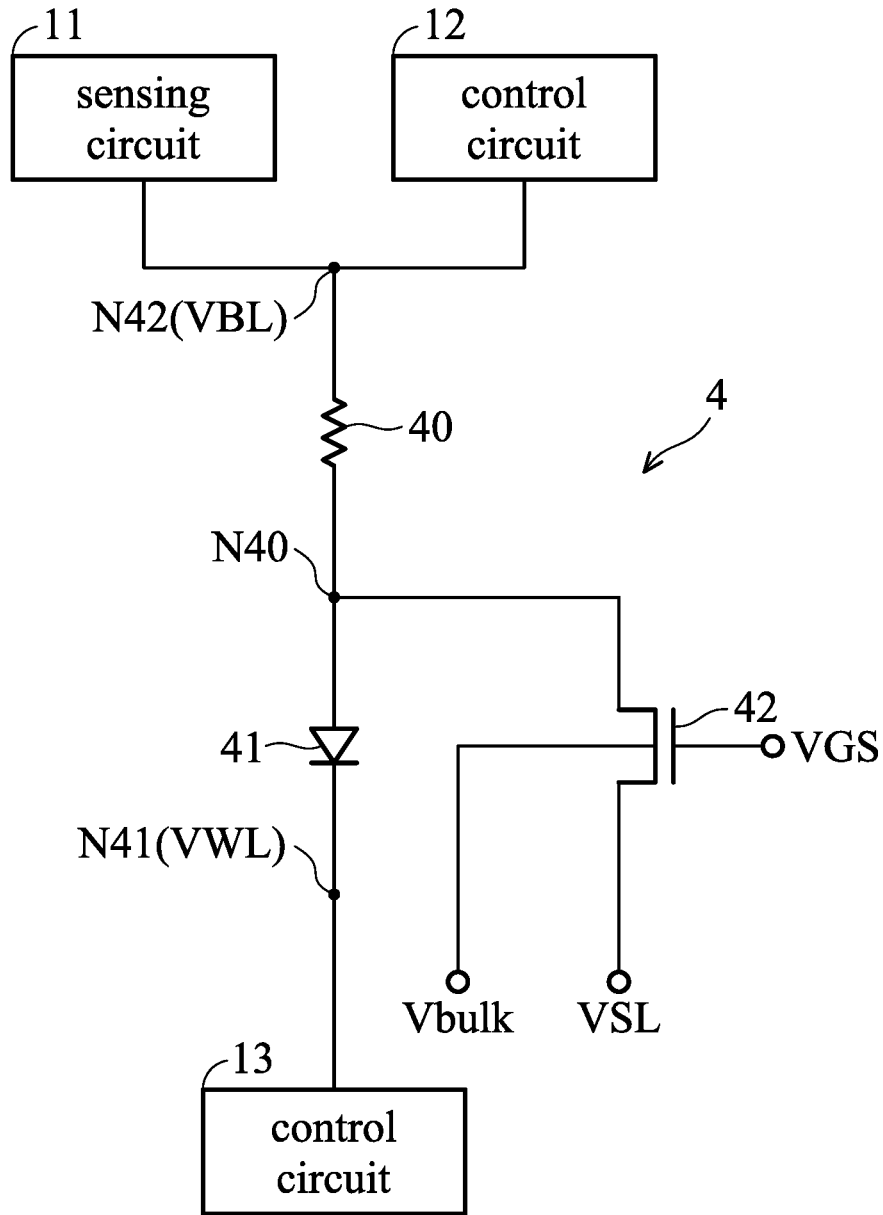 11
12
sensing
circuit
control
circuit
N42(VBL)
40
4
N40
42
41
VGS
N41(VWL)
Vbulk
VSL
13
control
circuit